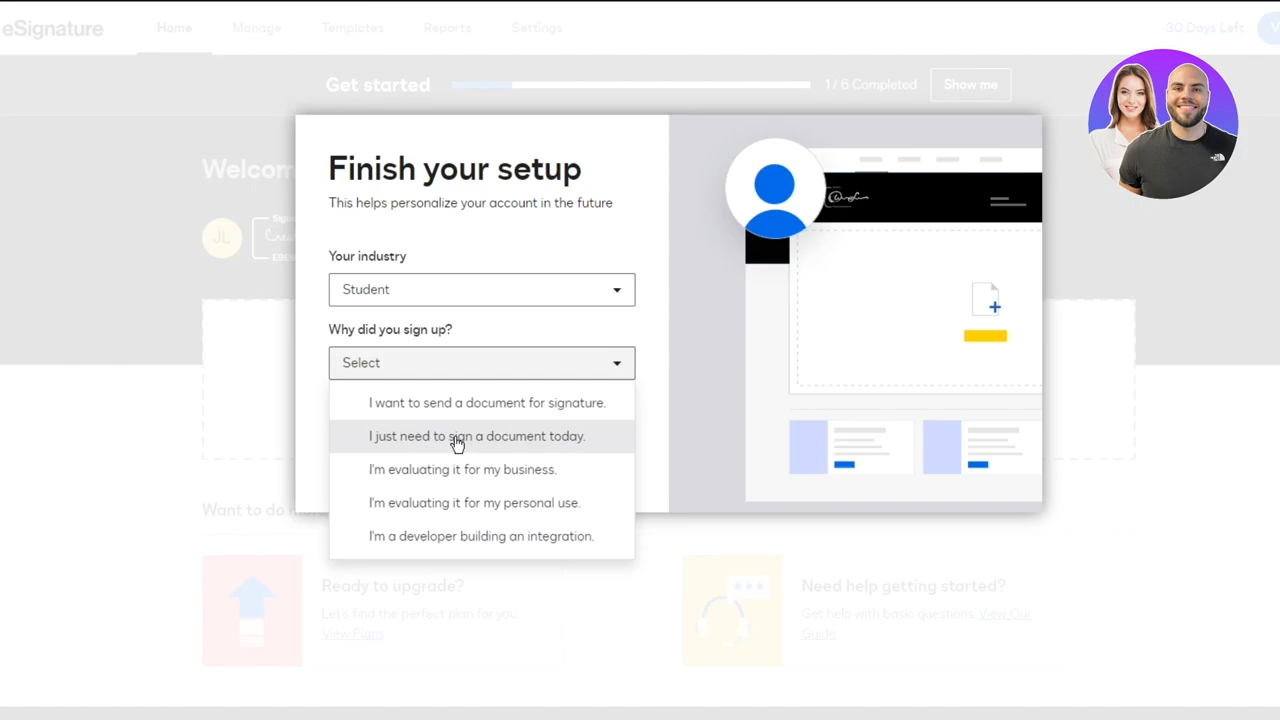 eSignature
Home
Manage
Templates
Reports
Settings
30 Days Left
Get started
1 / 6 Completed
Show me
Finish your setup
This helps personalize your account in the future
Your industry
Student
Why did you sign up?
Select
I want to send a document for signature.
I just need to sign a document today.
I'm evaluating it for my business.
I'm evaluating it for my personal use.
I'm a developer building an integration.
JL
Want to do
Ready to upgrade?
Let's find the perfect plan for you.
View Plans
Need help getting started?
Get help with basic questions. View Our
Guide